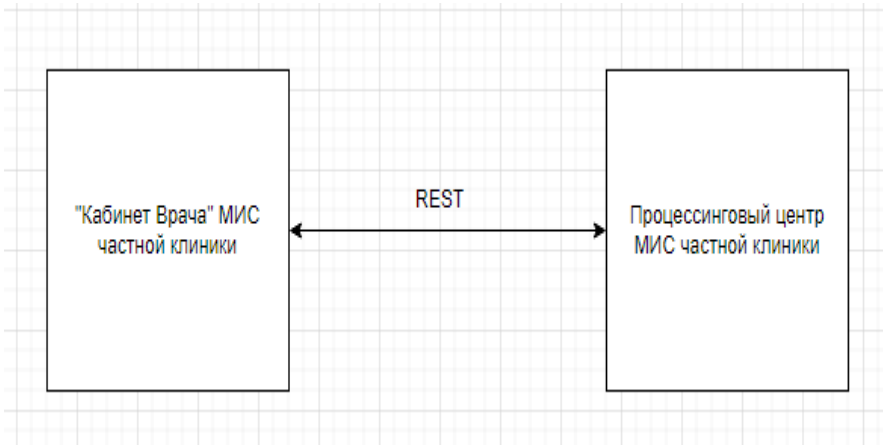 "Кабинет Врача" МИС
частной клиники
REST
Процессинговый центр
МИС частной клиники